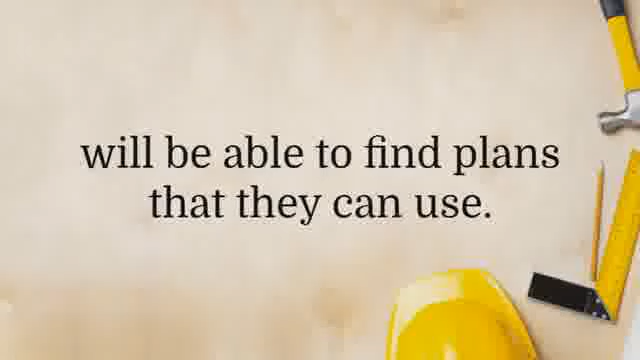 will be able to find plans
that they can use.